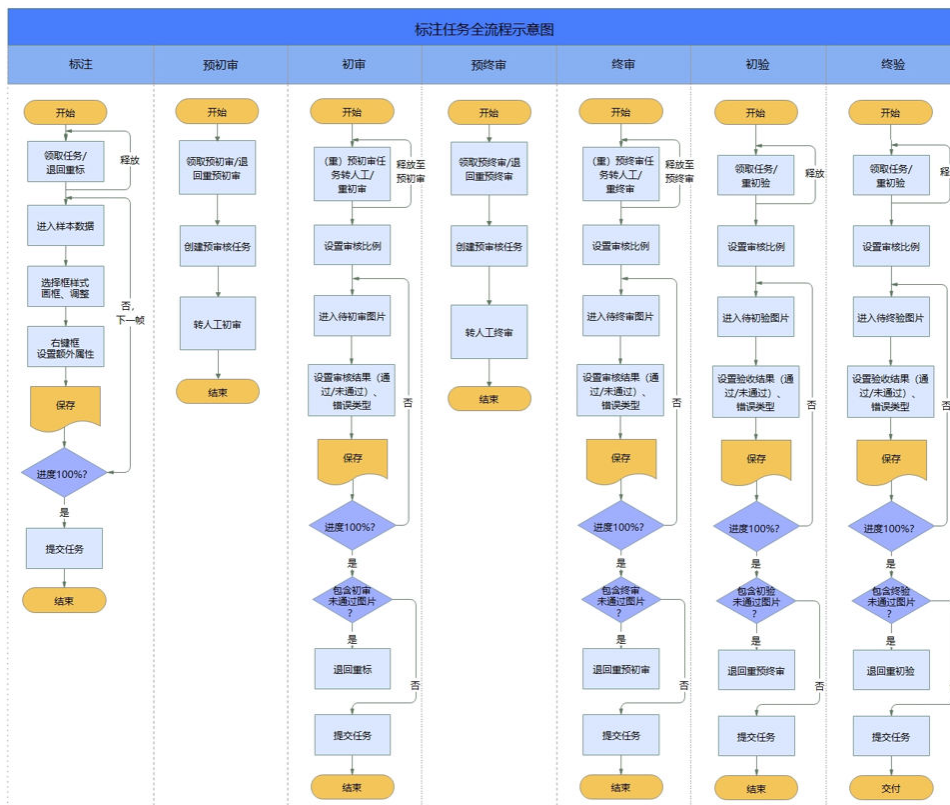 标注任务全流程示意图
标注
预初审
初审
预终审
终审
初验
终验
开始
领取任务/
退回重标
释放
进入样本数据
选择框样式
画框、调整
右键框
设置额外属性
否，
下一帧
保存
进度100%?
是
提交任务
结束
开始
领取预初审/退
回重预初审
创建预审核任务
转人工初审
结束
开始
（重）预初审任
务转人工/
重初审
释放至
预初审
设置审核比例
进入待初审图片
设置审核结果（通
过/未通过）、
错误类型
否
保存
进度100%?
是
包含初审
未通过图片
?
是
退回重标
否
提交任务
结束
开始
领取预终审/退
回重预终审
创建预审核任务
转人工终审
结束
开始
（重）预终审任
务转人工/
重终审
释放至
预终审
设置审核比例
进入待终审图片
设置审核结果（通
过/未通过）、
错误类型
否
保存
进度100%?
是
包含终审
未通过图片
?
是
退回重预初审
否
提交任务
结束
开始
领取任务/
重初验
释放
设置审核比例
进入待初验图片
设置验收结果（通
过/未通过）、
错误类型
否
保存
进度100%?
是
包含初验
未通过图片
?
是
退回重预终审
否
提交任务
结束
开始
领取任务/
重终验
设置审核比例
进入待终验图片
设置验收结果（通
过/未通过）、
错误类型
否
保存
进度100%?
是
包含终验
未通过图片
?
是
退回重初验
提交任务
交付